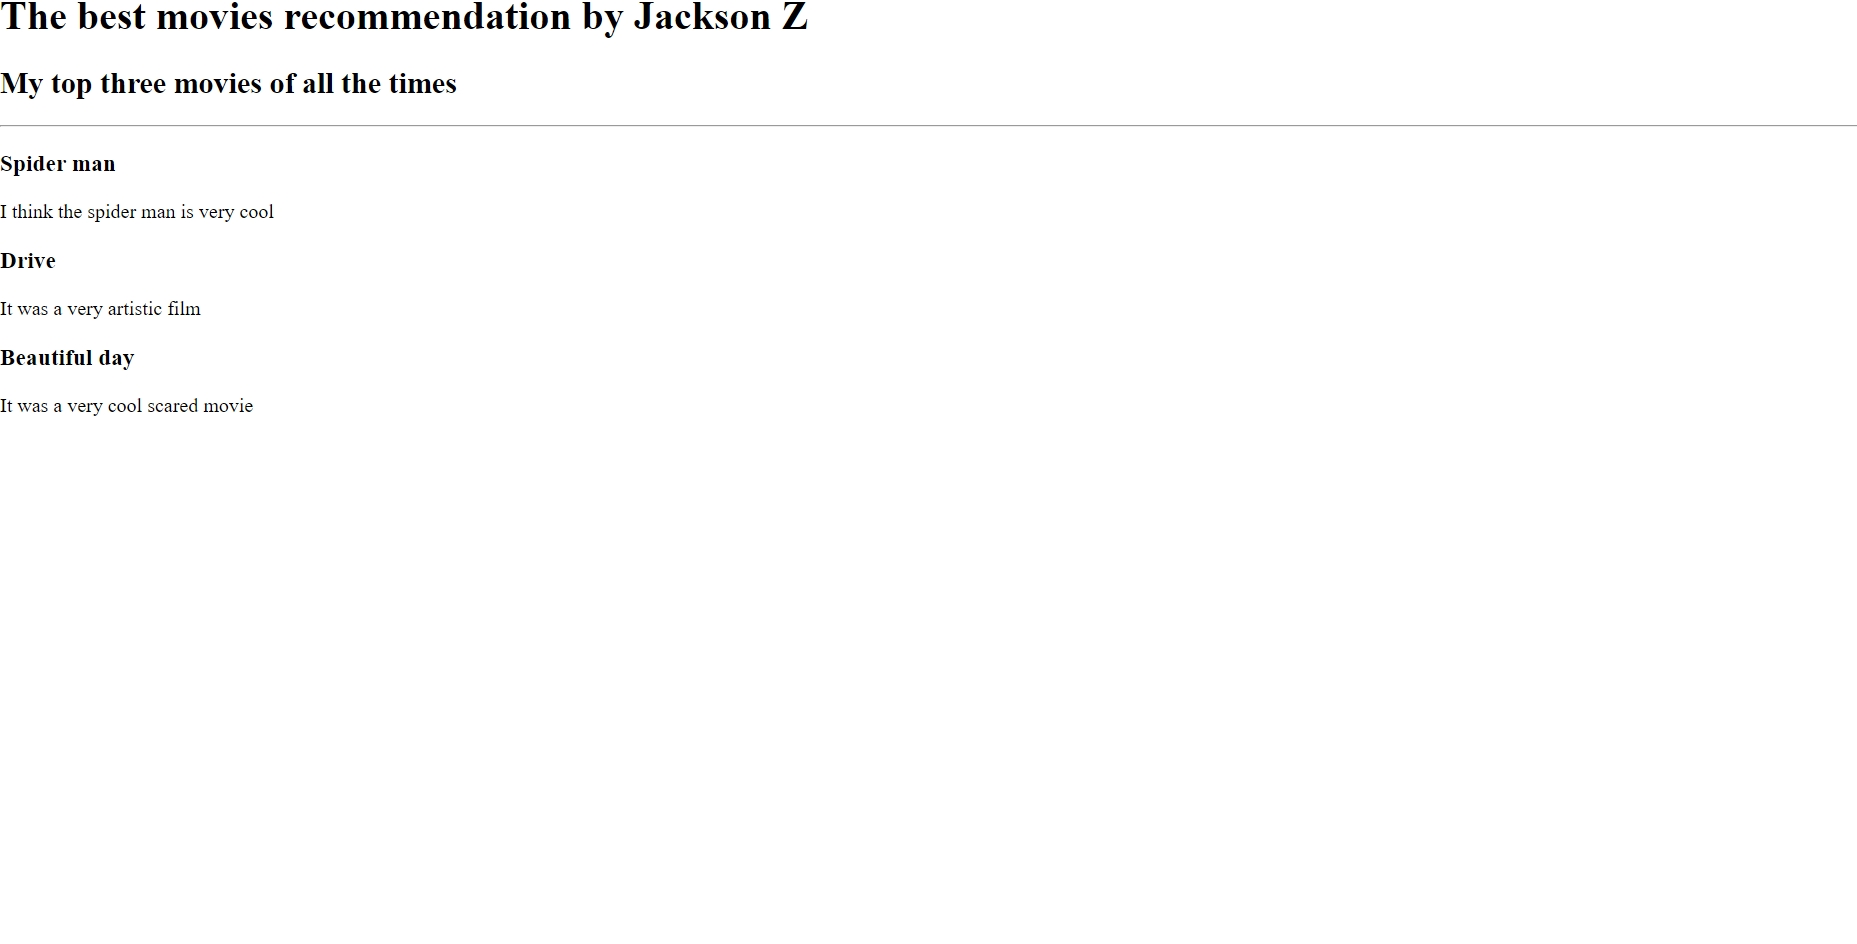 The best movies recommendation by Jackson Z
My top three movies of all the times
Spider man
I think the spider man is very cool
Drive
It was a very artistic film
Beautiful day
It was a very cool scared movie